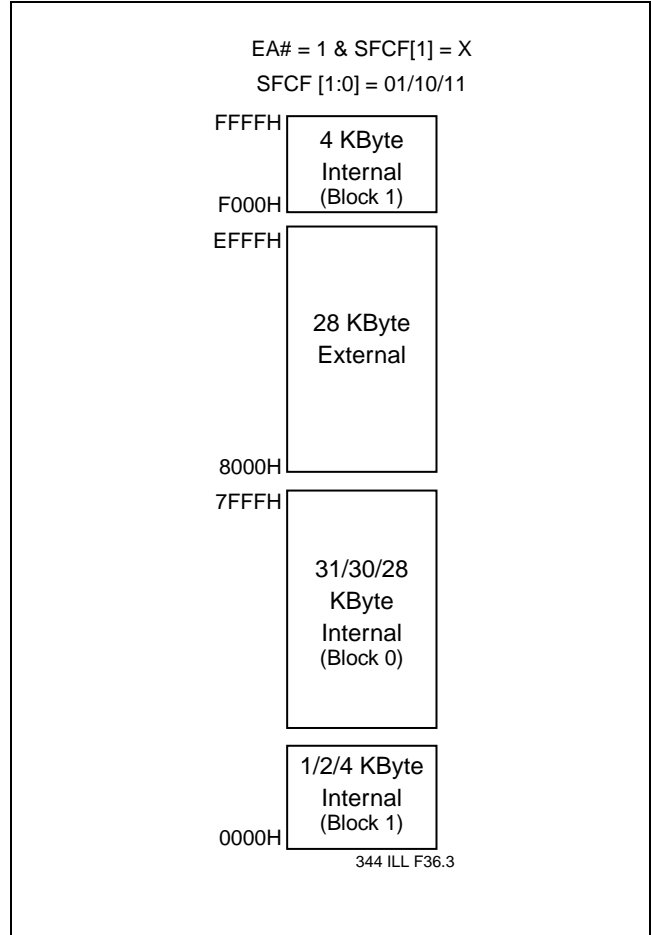 EA# = 1 & SFCF[1] = X
SFCF [1:0] = 01/10/11
FFFFH
4 KByte
Internal
(Block 1)
F000H
EFFFH
28 KByte
External
8000H
7FFFH
31/30/28
KByte
Internal
(Block 0)
1/2/4 KByte
Internal
(Block 1)
0000H
344 ILL F36.3